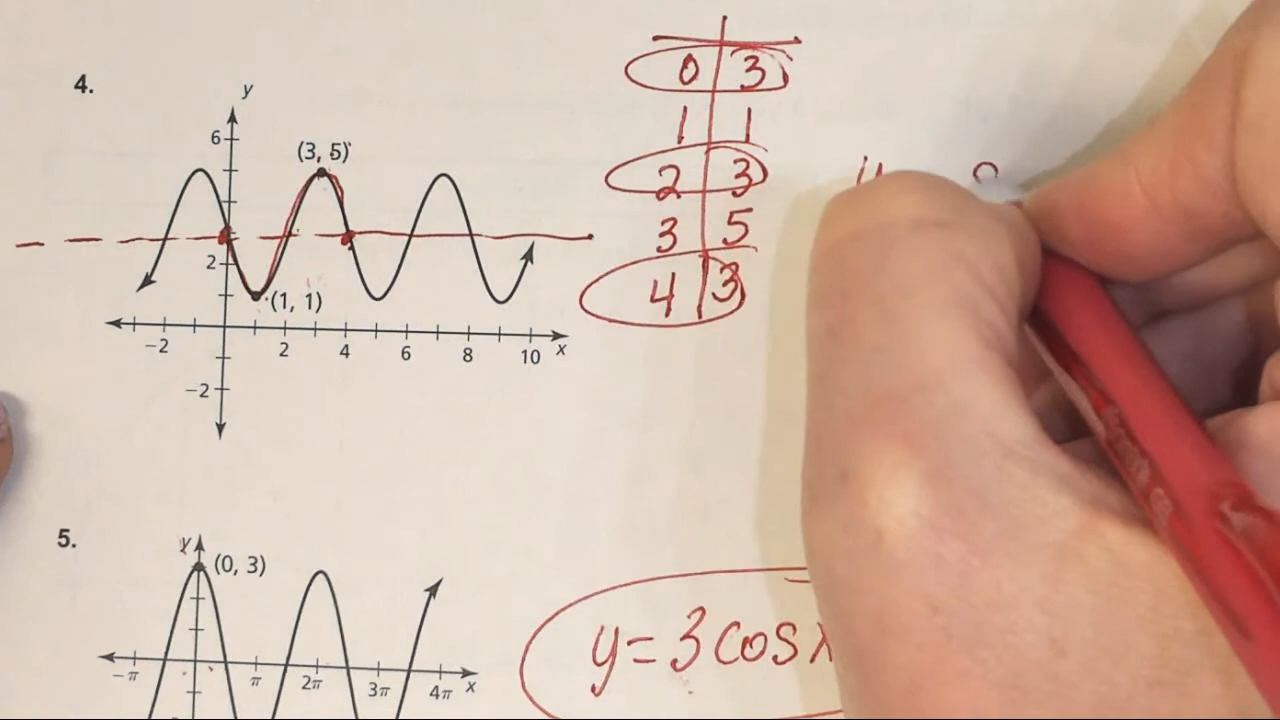 4.
y
6
(3, 5)
2
(1, 1)
-2 2 4 6 8 10 x
-2
0 3
1 1
2 3
3 5
4 3
5.
y
(0, 3)
-π π 2π 3π 4π x
y = 3 cos x